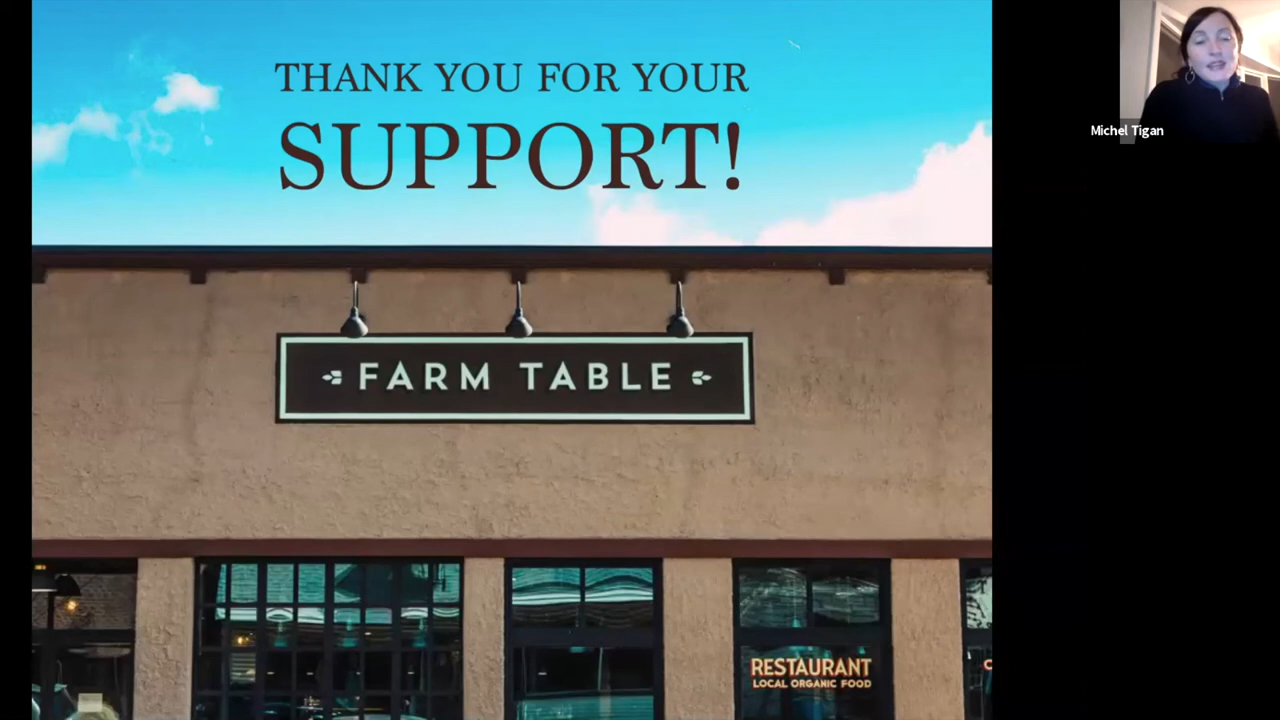 THANK YOU FOR YOUR
SUPPORT!
Michel Tigan
FARM TABLE
RESTAURANT
LOCAL ORGANIC FOOD